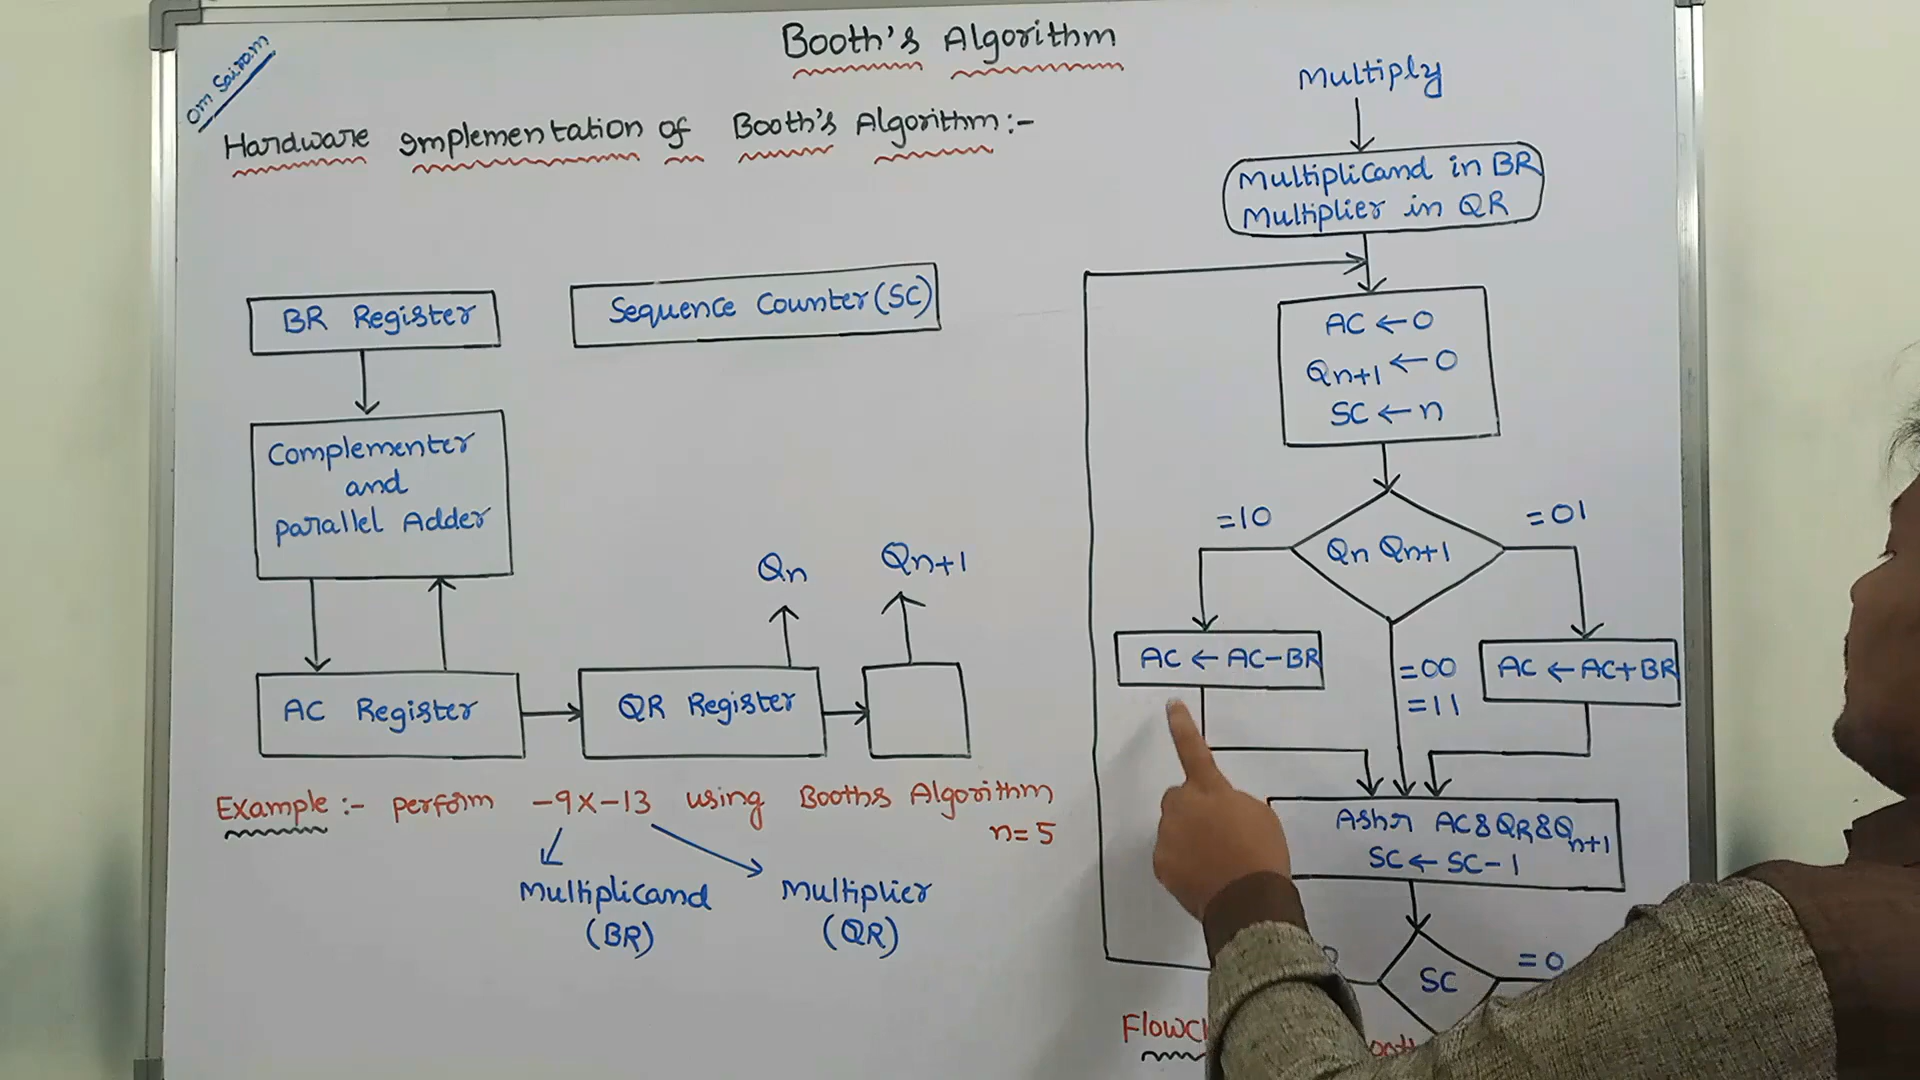 Booth's Algorithm
Om Sairam
Hardware Implementation of Booth's Algorithm:-
BR Register
Sequence Counter (SC)
Complementer
and
parallel Adder
Qn
Qn+1
AC Register
QR Register
Example:- perform -9x-13 using Booths Algorithm
n=5
Multiplicand
(BR)
Multiplier
(QR)
Multiply
Multiplicand in BR
Multiplier in QR
AC ← 0
Qn+1 ← 0
SC ← n
=10
Qn Qn+1
=01
AC ← AC-BR
=00
=11
AC ← AC+BR
Ashr AC&QR&Qn+1
SC ← SC-1
SC
=0